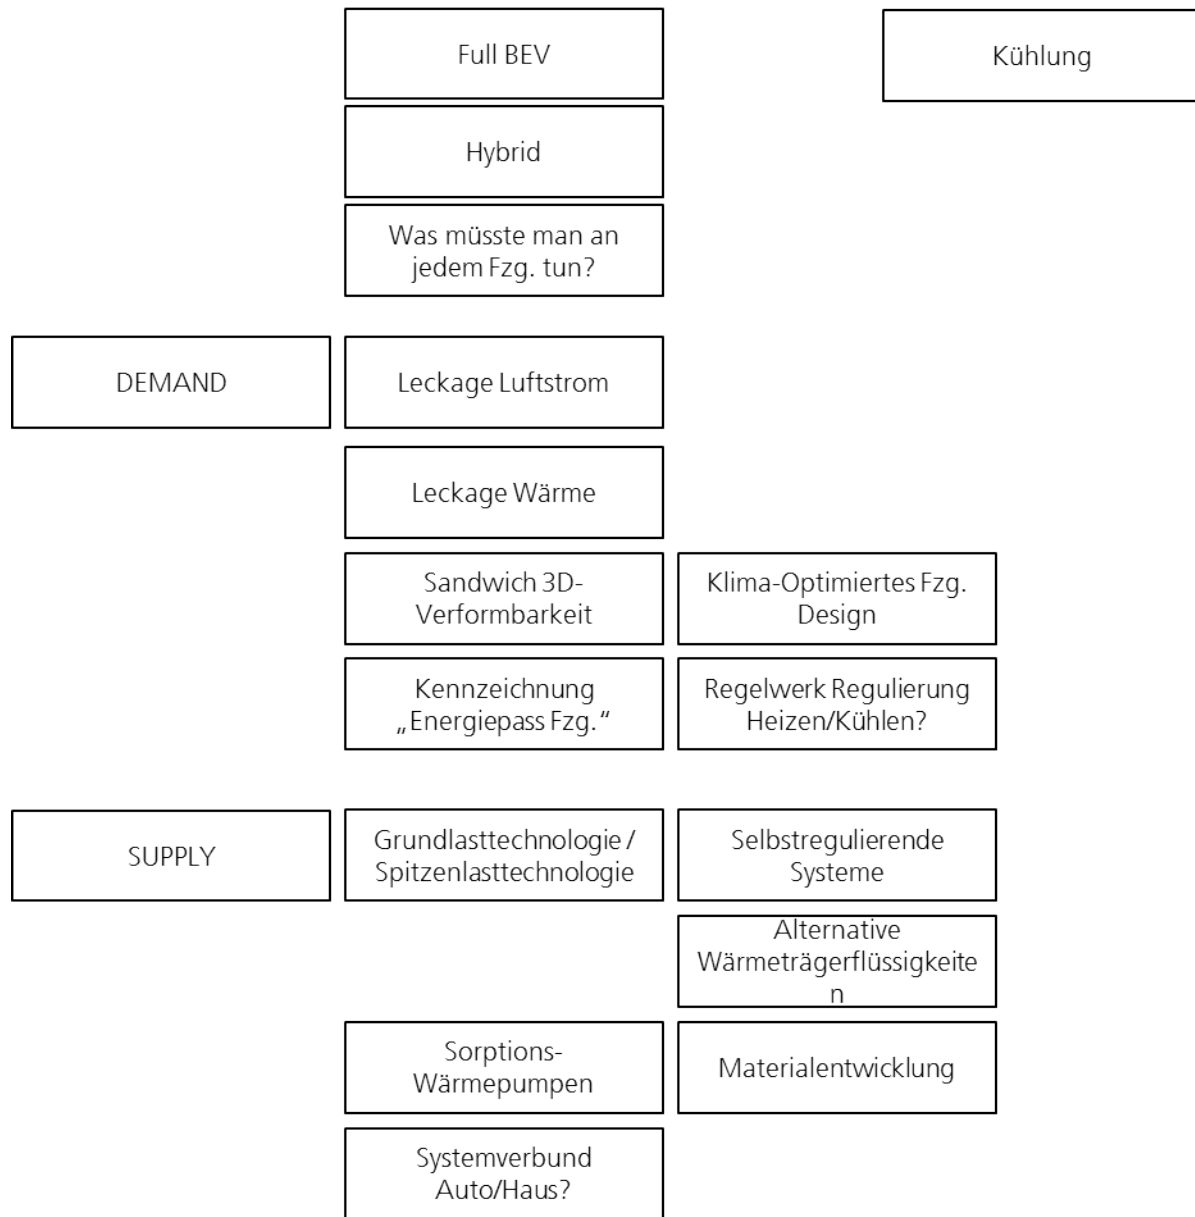 Full BEV
Kühlung
Hybrid
Was müsste man an
jedem Fzg. tun?
DEMAND
Leckage Luftstrom
Leckage Wärme
Sandwich 3D-
Verformbarkeit
Klima-Optimiertes Fzg.
Design
Kennzeichnung
„Energiepass Fzg.“
Regelwerk Regulierung
Heizen/Kühlen?
SUPPLY
Grundlasttechnologie /
Spitzenlasttechnologie
Selbstregulierende
Systeme
Alternative
Wärmeträgerflüssigkeite
n
Sorptions-
Wärmepumpen
Materialentwicklung
Systemverbund
Auto/Haus?